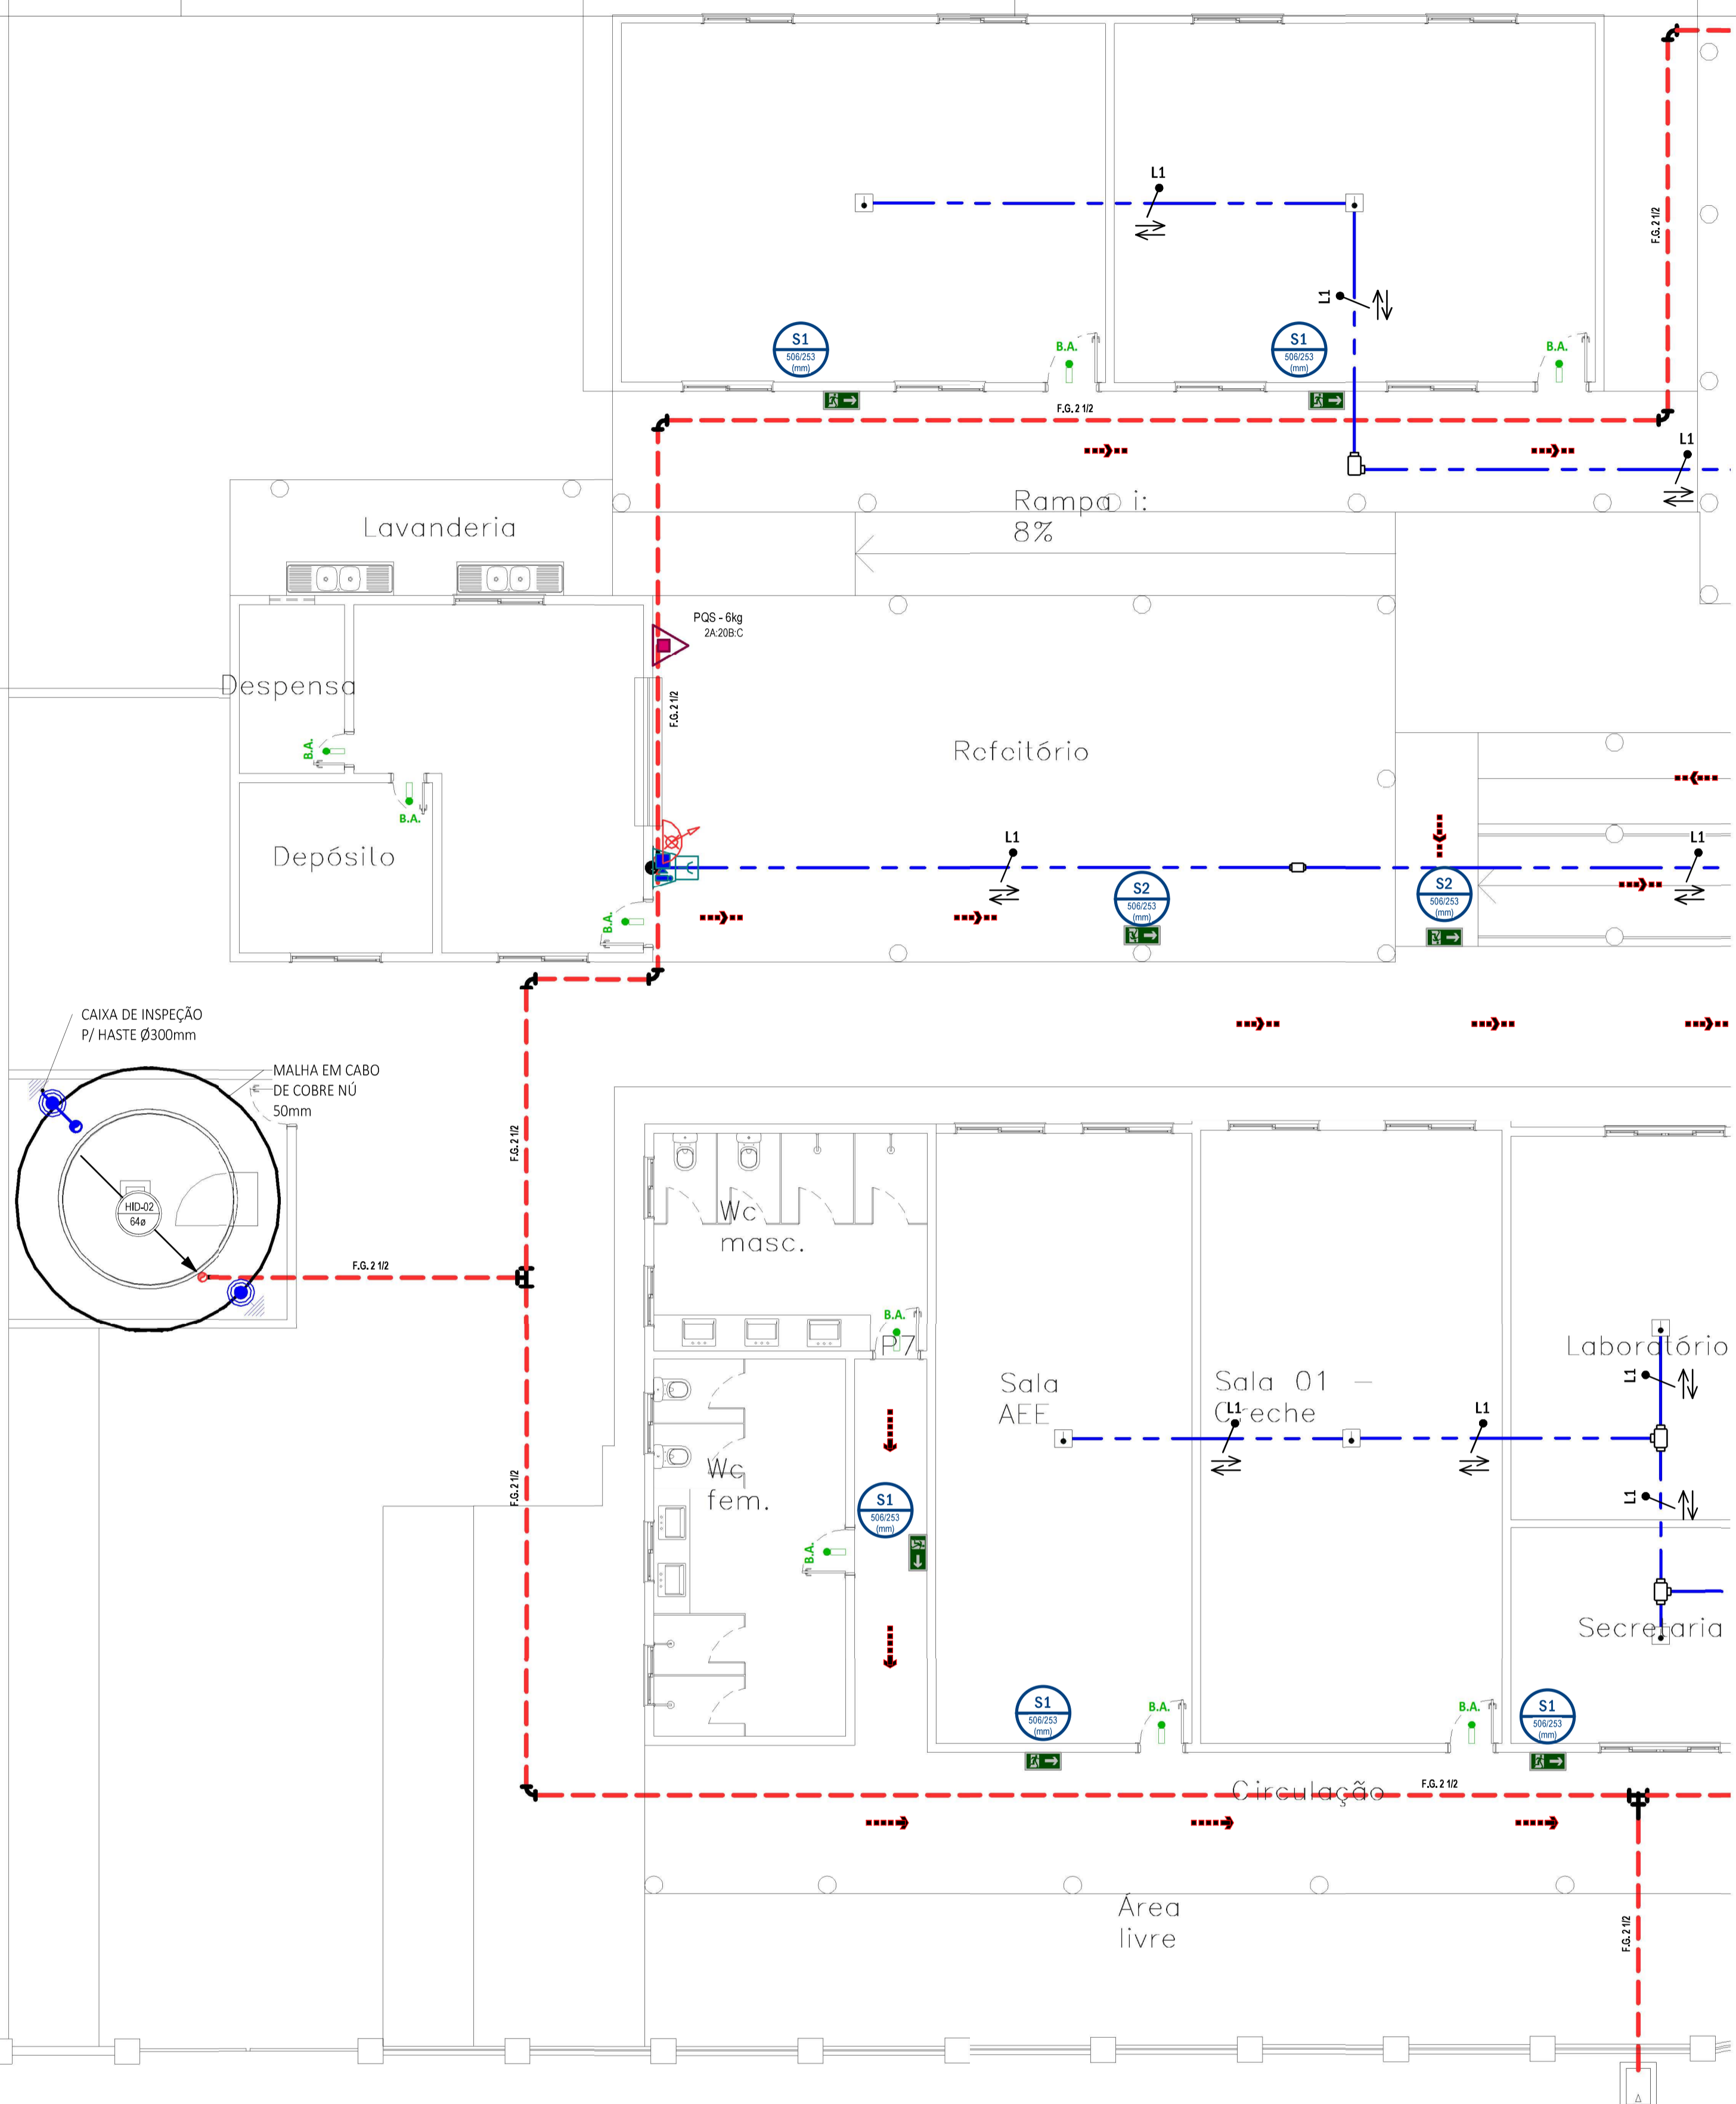 L1
F.G. 2 1/2
L1
S1
506/253
(mm)
B.A.
S1
506/253
(mm)
B.A.
F.G. 2 1/2
L1
Rampa i:
8%
Lavanderia
PQS - 6kg
2A:20B:C
Despensa
F.G. 2 1/2
B.A.
Refeitório
B.A.
Depósito
L1
L1
S2
506/253
(mm)
S2
506/253
(mm)
B.A.
CAIXA DE INSPEÇÃO
P/ HASTE Ø300mm
MALHA EM CABO
DE COBRE NÚ
50mm
F.G. 2 1/2
HID-02
64ø
Wc
masc.
F.G. 2 1/2
B.A.
P7
Laboratório
L1
Sala
AEE
Sala 01 –
Creche
L1
L1
Wc
fem.
F.G. 2 1/2
L1
S1
506/253
(mm)
B.A.
Secretaria
S1
506/253
(mm)
B.A.
B.A.
S1
506/253
(mm)
Circulação
F.G. 2 1/2
Área
livre
F.G. 2 1/2